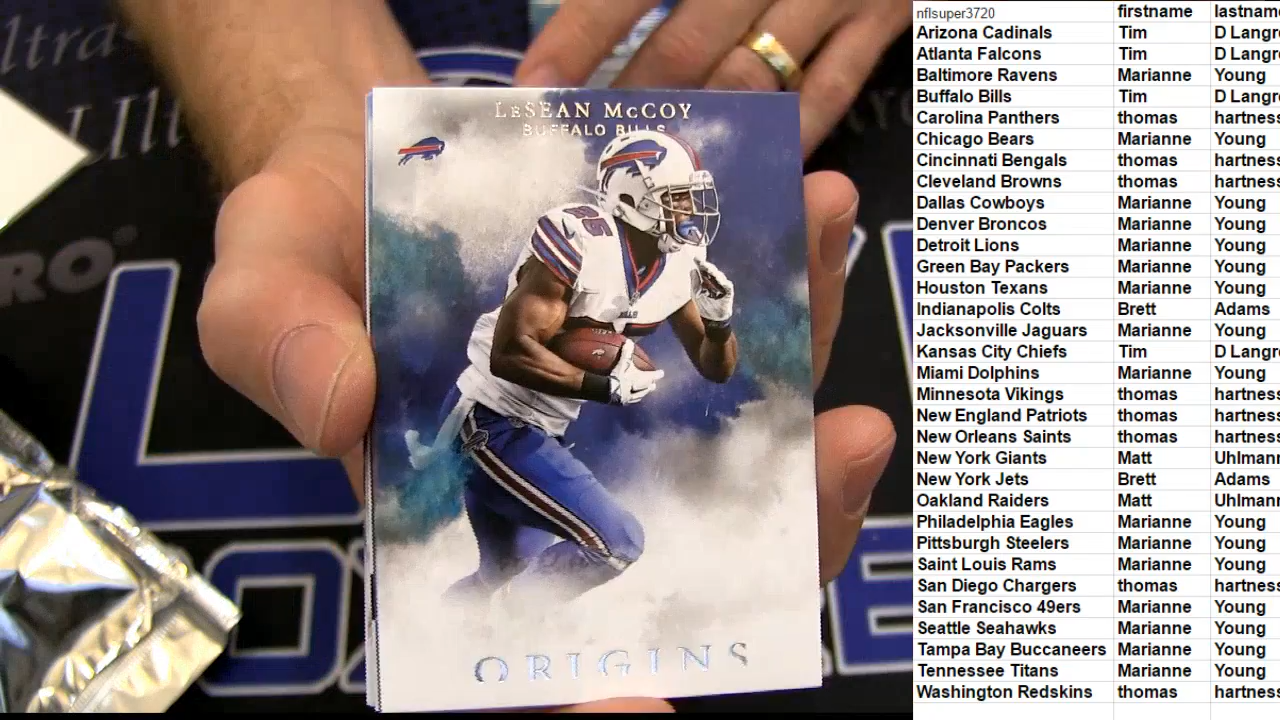 LeSean McCoy
BUFFALO BILLS
25
ORIGINS
nflsuper3720 firstname lastname
Arizona Cadinals Tim D Langre
Atlanta Falcons Tim D Langre
Baltimore Ravens Marianne Young
Buffalo Bills Tim D Langre
Carolina Panthers thomas hartness
Chicago Bears Marianne Young
Cincinnati Bengals thomas hartness
Cleveland Browns thomas hartness
Dallas Cowboys Marianne Young
Denver Broncos Marianne Young
Detroit Lions Marianne Young
Green Bay Packers Marianne Young
Houston Texans Marianne Young
Indianapolis Colts Brett Adams
Jacksonville Jaguars Marianne Young
Kansas City Chiefs Tim D Langre
Miami Dolphins Marianne Young
Minnesota Vikings thomas hartness
New England Patriots thomas hartness
New Orleans Saints thomas hartness
New York Giants Matt Uhlmann
New York Jets Brett Adams
Oakland Raiders Matt Uhlmann
Philadelphia Eagles Marianne Young
Pittsburgh Steelers Marianne Young
Saint Louis Rams Marianne Young
San Diego Chargers thomas hartness
San Francisco 49ers Marianne Young
Seattle Seahawks Marianne Young
Tampa Bay Buccaneers Marianne Young
Tennessee Titans Marianne Young
Washington Redskins thomas hartness